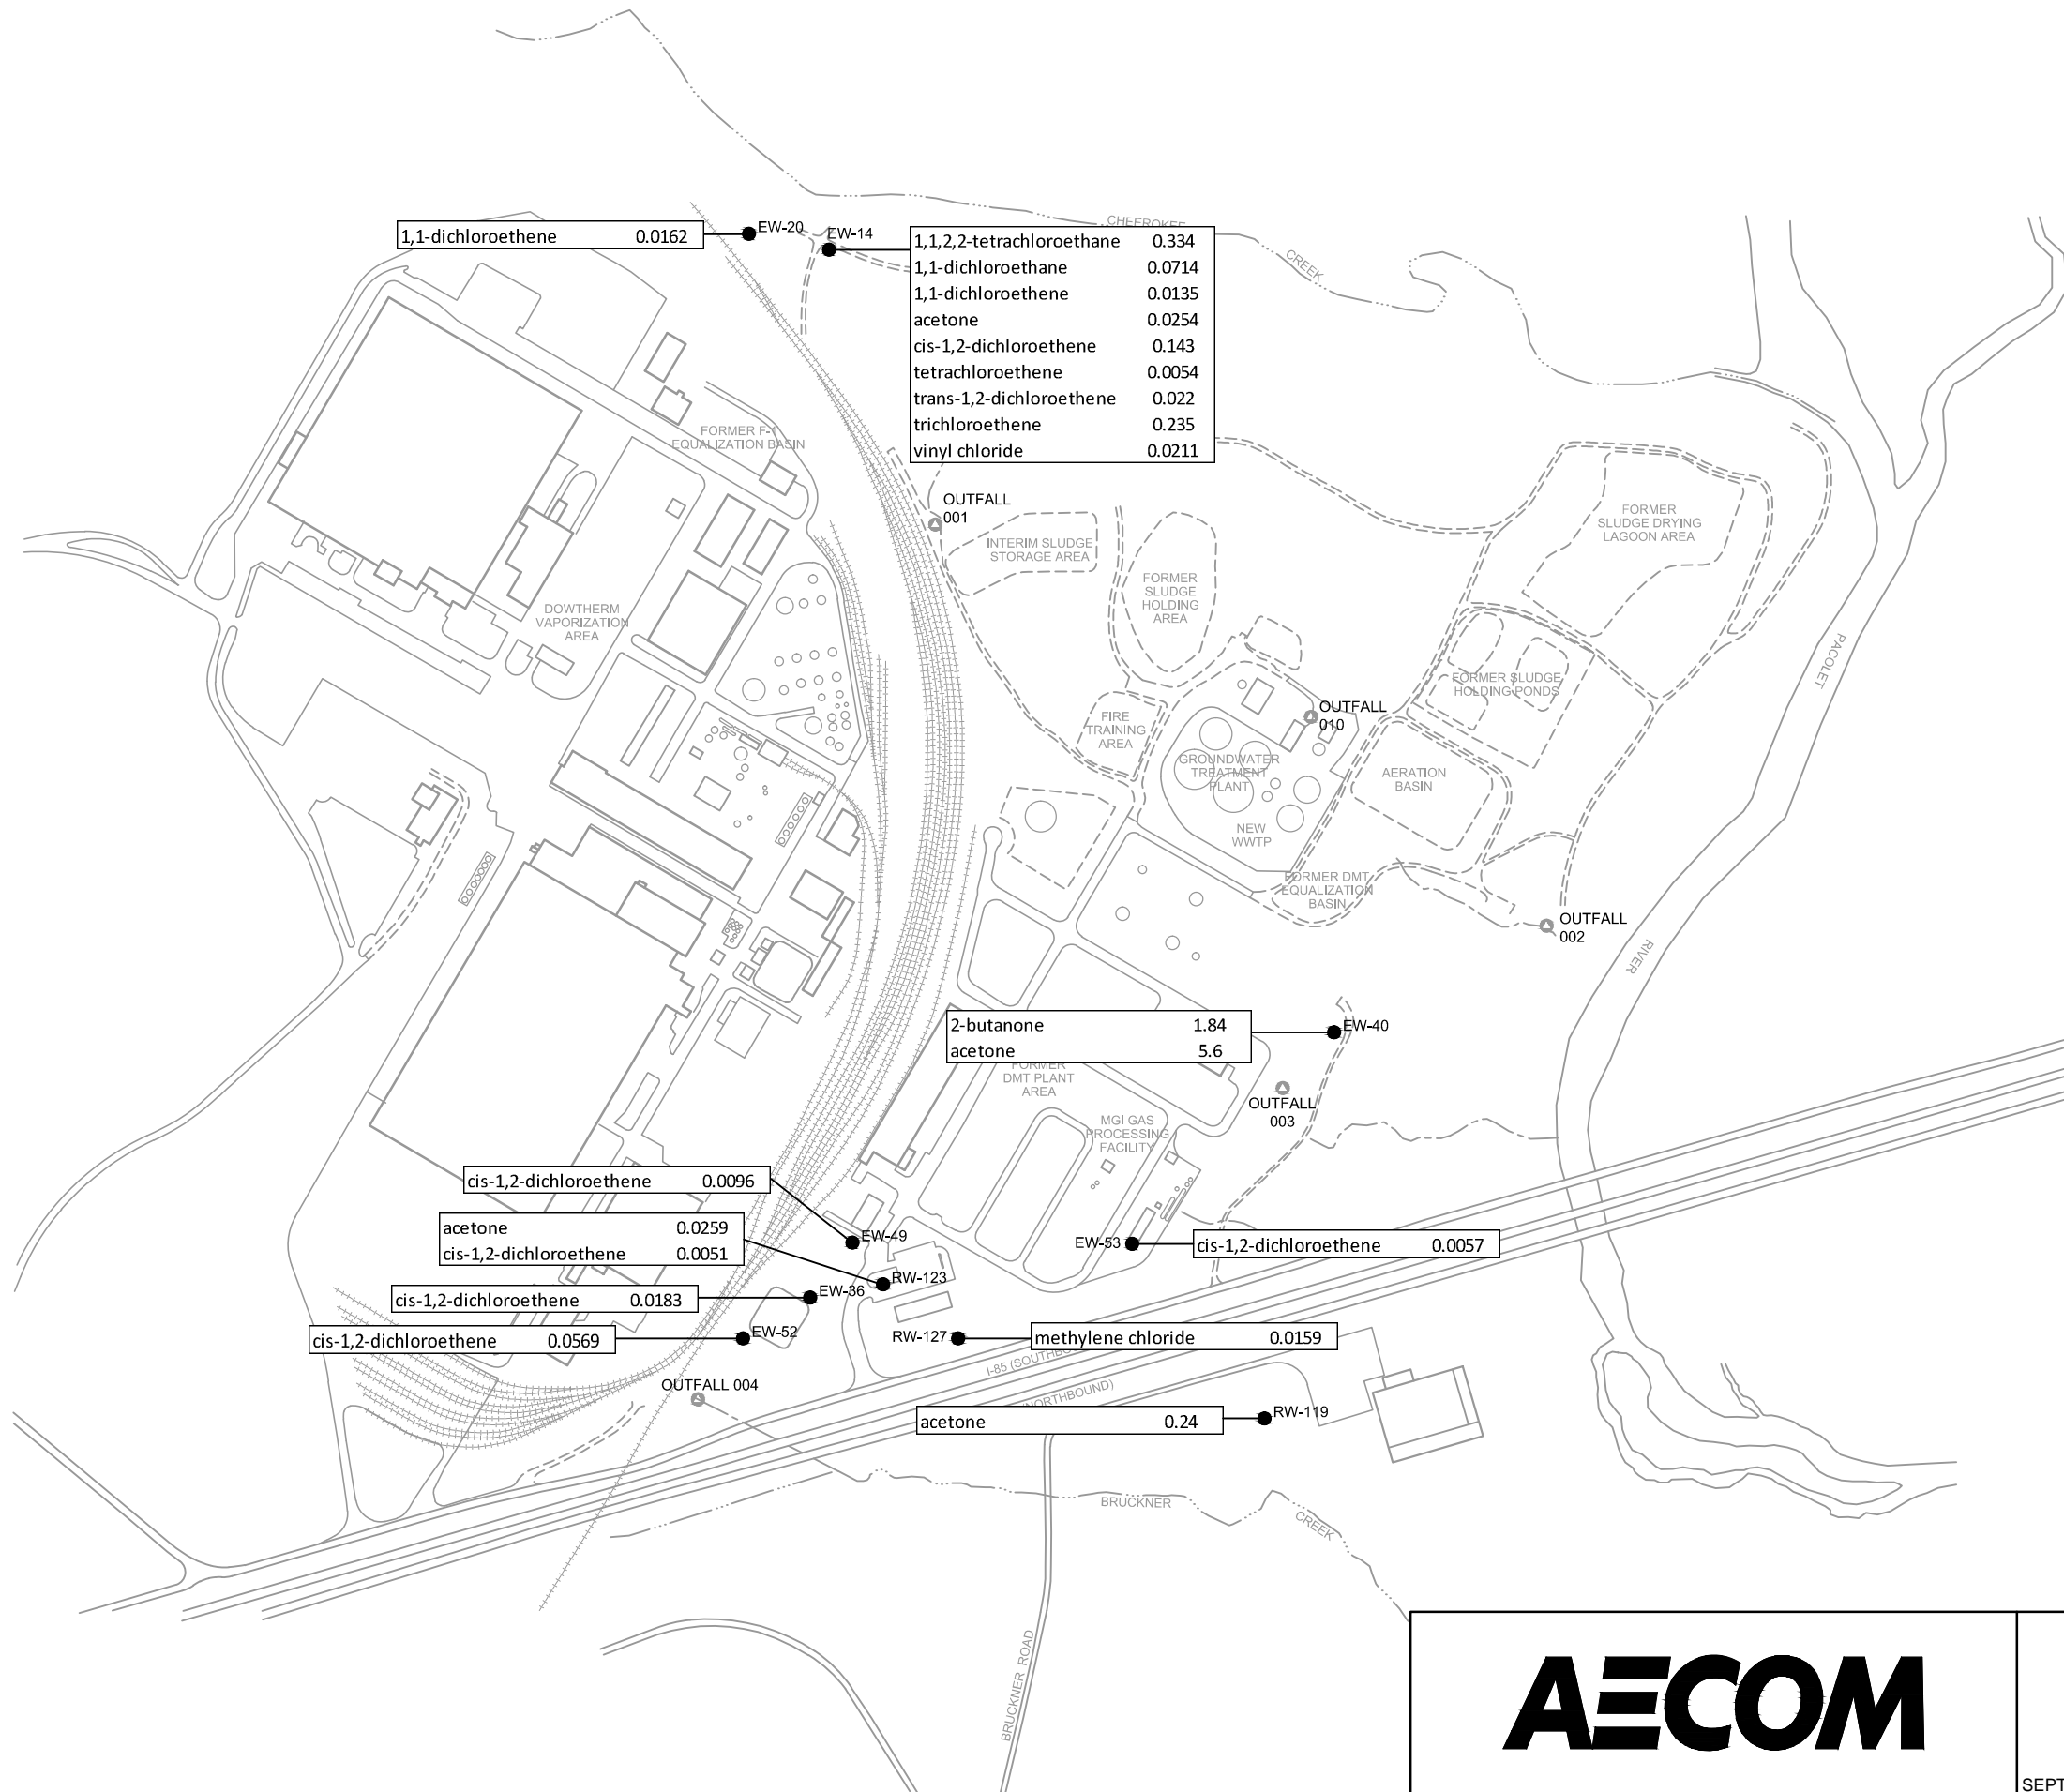 CHEEROKEE
CREEK
EW-20
EW-14
1,1-dichloroethene 0.0162
1,1,2,2-tetrachloroethane 0.334
1,1-dichloroethane 0.0714
1,1-dichloroethene 0.0135
acetone 0.0254
cis-1,2-dichloroethene 0.143
tetrachloroethene 0.0054
trans-1,2-dichloroethene 0.022
trichloroethene 0.235
vinyl chloride 0.0211
FORMER F-1
EQUALIZATION BASIN
OUTFALL
001
INTERIM SLUDGE
STORAGE AREA
FORMER
SLUDGE DRYING
LAGOON AREA
FORMER
SLUDGE
HOLDING
AREA
DOWTHERM
VAPORIZATION
AREA
PACOLET
FORMER SLUDGE
HOLDING PONDS
OUTFALL
010
FIRE
TRAINING
AREA
GROUNDWATER
TREATMENT
PLANT
AERATION
BASIN
NEW
WWTP
FORMER DMT
EQUALIZATION
BASIN
OUTFALL
002
RIVER
2-butanone 1.84
acetone 5.6
EW-40
FORMER
DMT PLANT
AREA
OUTFALL
003
MGI GAS
PROCESSING
FACILITY
cis-1,2-dichloroethene 0.0096
EW-49
acetone 0.0259
cis-1,2-dichloroethene 0.0051
RW-123
EW-53
cis-1,2-dichloroethene 0.0057
cis-1,2-dichloroethene 0.0183
EW-36
cis-1,2-dichloroethene 0.0569
EW-52
RW-127
methylene chloride 0.0159
I-85 (SOUTHBO
NORTHBOUND)
OUTFALL 004
acetone 0.24
RW-119
BRUCKNER
CREEK
BRUCKNER ROAD
AECOM
SEPT